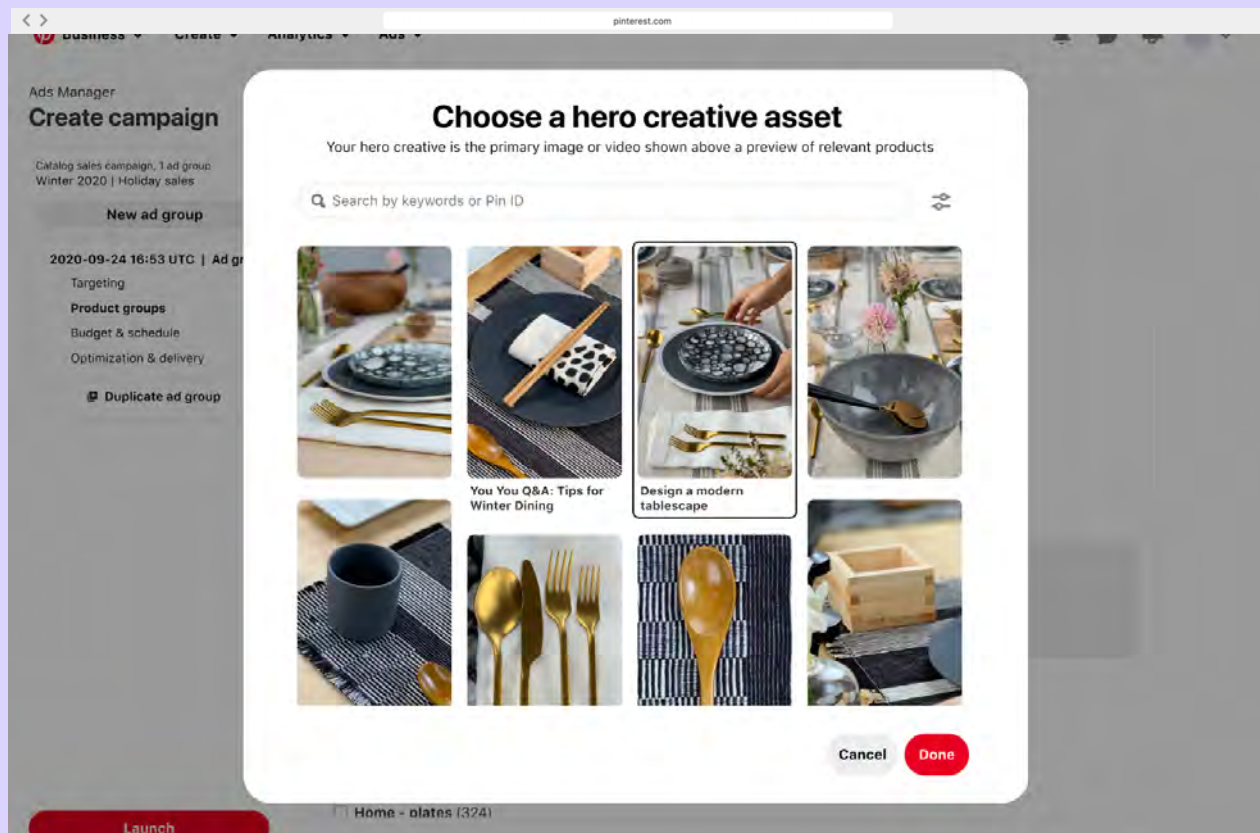 pinterest.com
Business Create Analytics Ads
Ads Manager
Create campaign
Catalog sales campaign, 1 ad group
Winter 2020 | Holiday sales
New ad group
2020-09-24 16:53 UTC | Ad gr
Targeting
Product groups
Budget & schedule
Optimization & delivery
Duplicate ad group
Launch
Choose a hero creative asset
Your hero creative is the primary image or video shown above a preview of relevant products
Search by keywords or Pin ID
You You Q&A: Tips for
Winter Dining
Design a modern
tablescape
Cancel
Done
Home - plates (324)